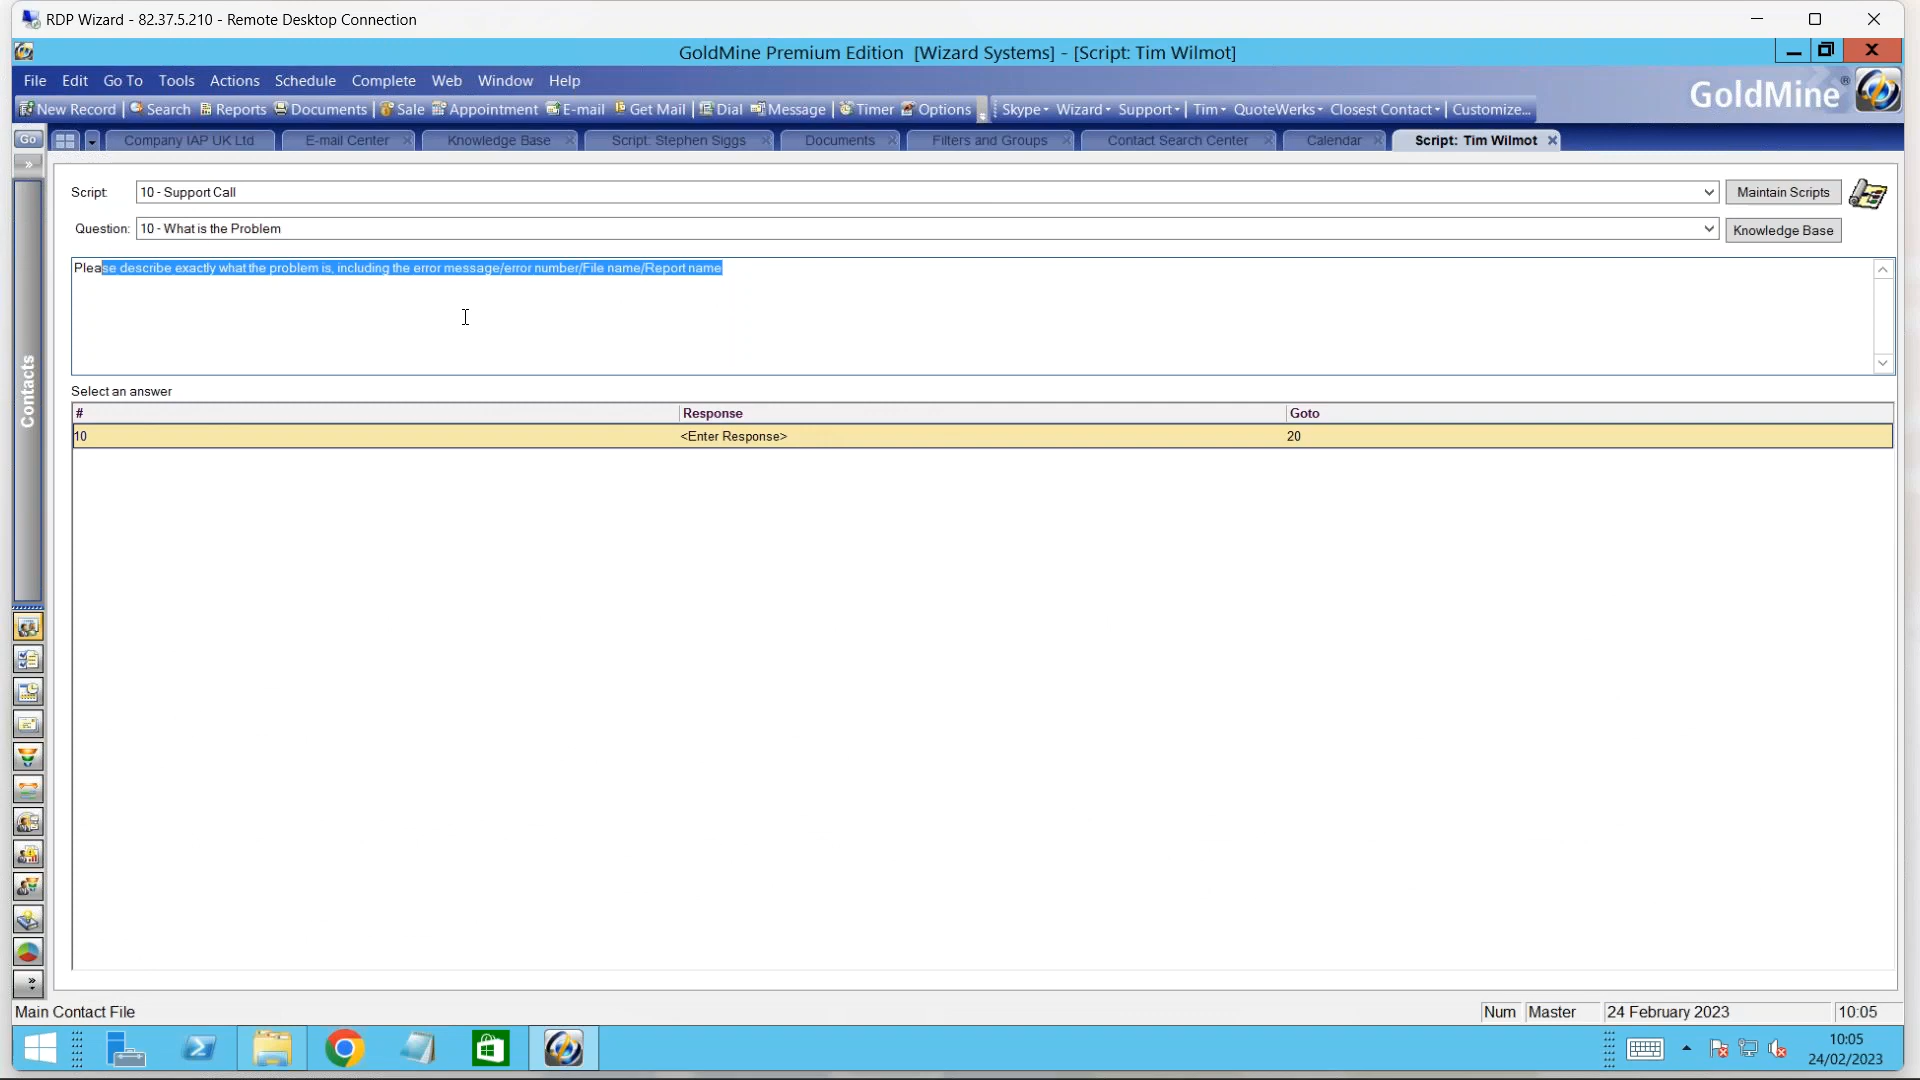 RDP Wizard - 82.37.5.210 - Remote Desktop Connection
GoldMine Premium Edition [Wizard Systems] - [Script: Tim Wilmot]
File Edit Go To Tools Actions Schedule Complete Web Window Help
GoldMine®
New Record Search Reports Documents Sale Appointment E-mail Get Mail Dial Message Timer Options Skype Wizard Support Tim QuoteWerks Closest Contact Customize...
Go Company IAP UK Ltd E-mail Center Knowledge Base Script: Stephen Siggs Documents Filters and Groups Contact Search Center Calendar Script: Tim Wilmot
Script: 10 - Support Call Maintain Scripts
Question: 10 - What is the Problem Knowledge Base
Please describe exactly what the problem is, including the error message/error number/File name/Report name
Contacts
Select an answer
# Response Goto
10 <Enter Response> 20
Main Contact File Num Master 24 February 2023 10:05
10:05
24/02/2023